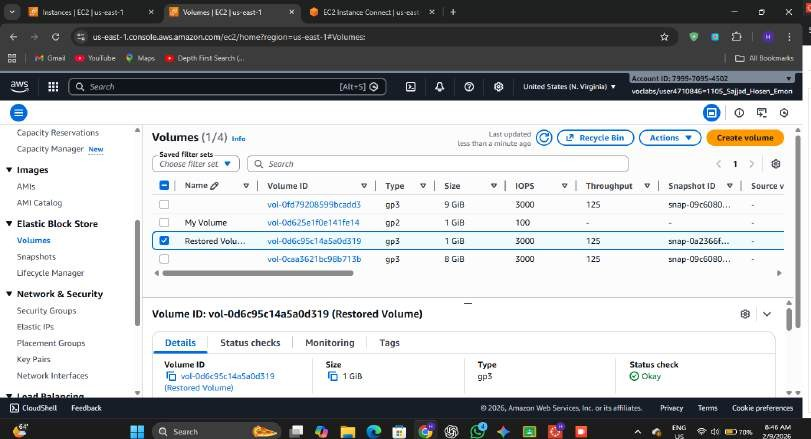 Instances | EC2 | us-east-1
Volumes | EC2 | us-east-1
EC2 Instance Connect | us-east
us-east-1.console.aws.amazon.com/ec2/home?region=us-east-1#Volumes:
Gmail YouTube Maps Depth First Search (...
All Bookmarks
aws Search [Alt+S] United States (N. Virginia)
Account ID: 7999-7095-4502
voclabs/user4710846=1105_Sajjad_Hosen_Emon
Capacity Reservations
Capacity Manager New
Images
AMIs
AMI Catalog
Elastic Block Store
Volumes
Snapshots
Lifecycle Manager
Network & Security
Security Groups
Elastic IPs
Placement Groups
Key Pairs
Network Interfaces
Load Balancing
Volumes (1/4) Info
Last updated
less than a minute ago
Recycle Bin Actions Create volume
Saved filter sets
Choose filter set
Search
1
Name Volume ID Type Size IOPS Throughput Snapshot ID Source v
vol-0fd79208599bcadd3 gp3 9 GiB 3000 125 snap-09c6080... -
My Volume vol-0d625e1f0e141fe14 gp2 1 GiB 100 - - -
Restored Volu... vol-0d6c95c14a5a0d319 gp3 1 GiB 3000 125 snap-0a2366f... -
vol-0caa3621bc98b713b gp3 8 GiB 3000 125 snap-09c6080... -
Volume ID: vol-0d6c95c14a5a0d319 (Restored Volume)
Details Status checks Monitoring Tags
Volume ID Size Type Status check
vol-0d6c95c14a5a0d319 1 GiB gp3 Okay
(Restored Volume)
CloudShell Feedback © 2026, Amazon Web Services, Inc. or its affiliates. Privacy Terms Cookie preferences
64°
Search
ENG
US
70%
8:46 AM
2/9/2026